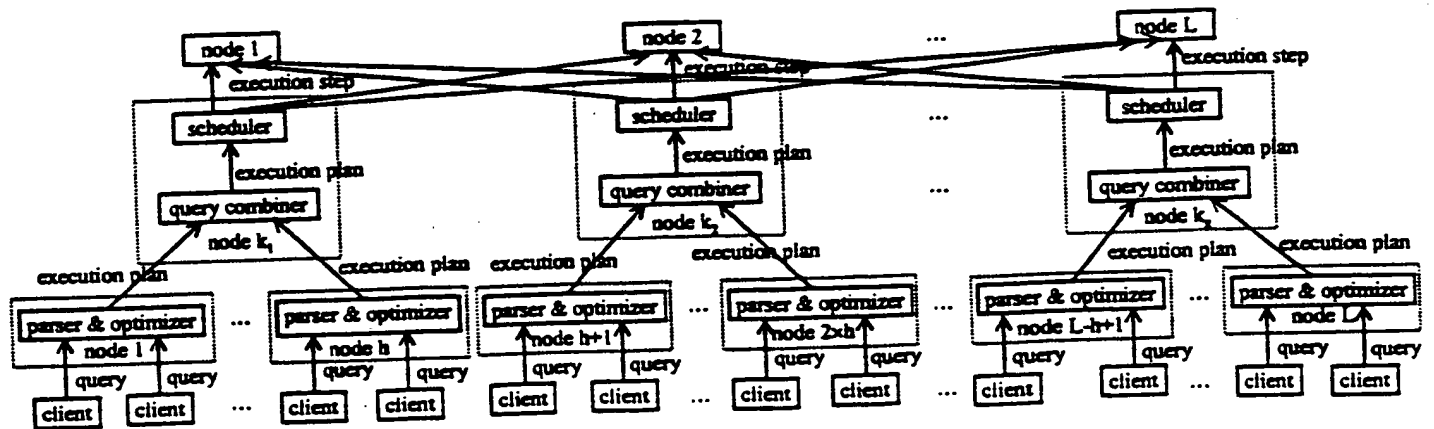 node 1
node 2
...
node L
execution step
execution step
execution step
scheduler
scheduler
...
scheduler
execution plan
execution plan
execution plan
query combiner
query combiner
...
query combiner
node k₁
node k₂
node kg
execution plan
execution plan
execution plan
execution plan
execution plan
execution plan
parser & optimizer
...
parser & optimizer
parser & optimizer
...
parser & optimizer
...
parser & optimizer
...
parser & optimizer
node 1
node h
node h+1
node 2×h
node L-h+1
node L
query
query
query
query
query
query
query
query
query
query
query
query
client
client
...
client
client
client
client
...
client
client
...
client
client
...
client
client